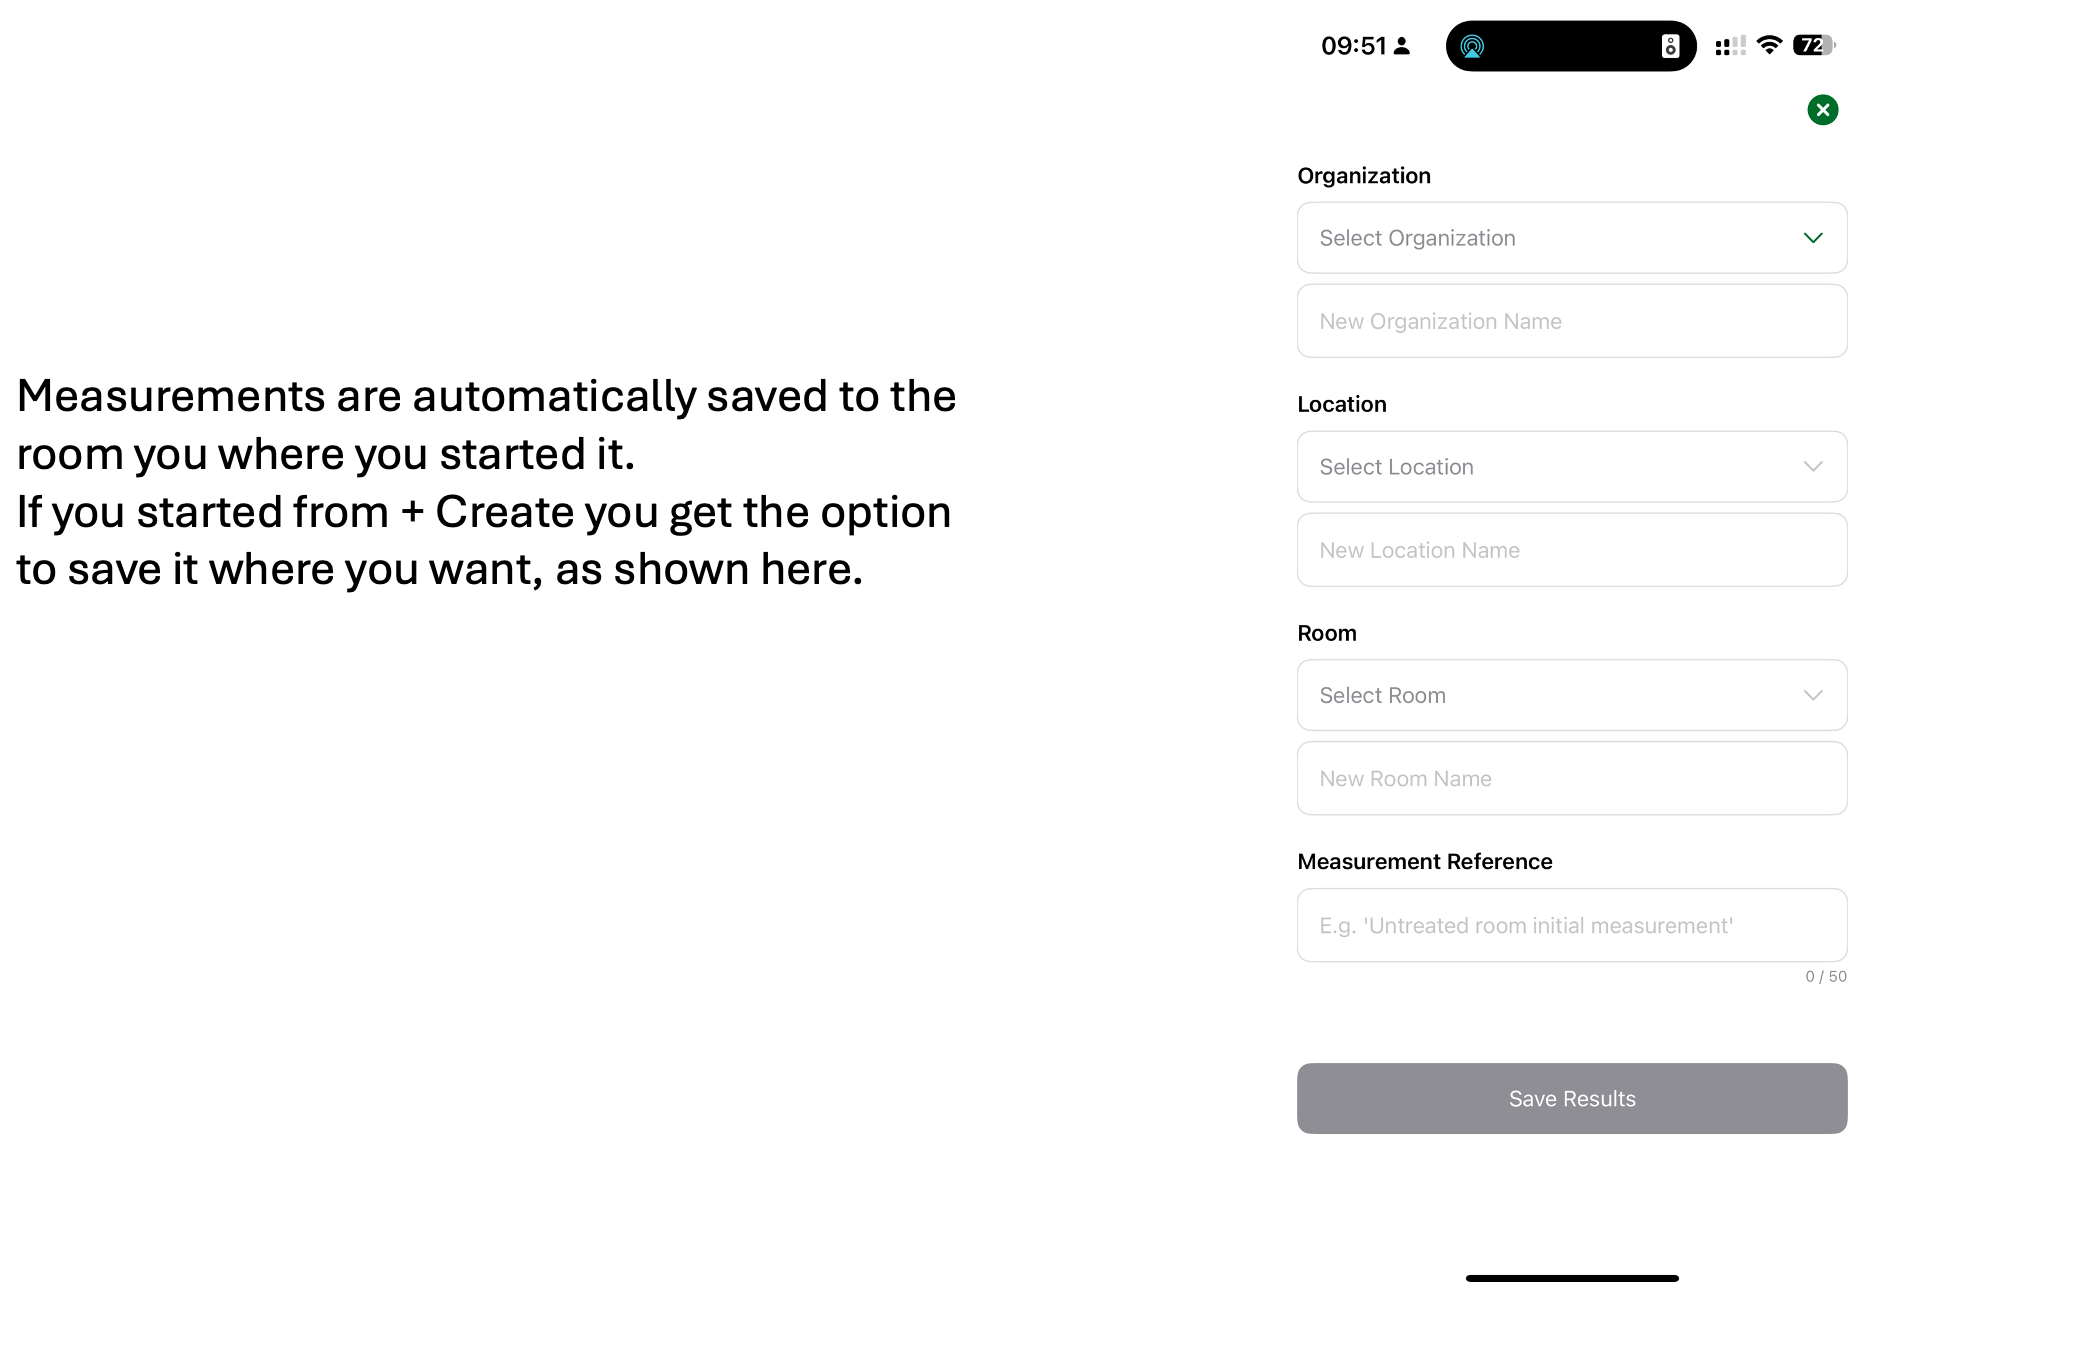 Measurements are automatically saved to the
room you where you started it.
If you started from + Create you get the option
to save it where you want, as shown here.
09:51
72
Organization
Select Organization
New Organization Name
Location
Select Location
New Location Name
Room
Select Room
New Room Name
Measurement Reference
E.g. 'Untreated room initial measurement'
0 / 50
Save Results